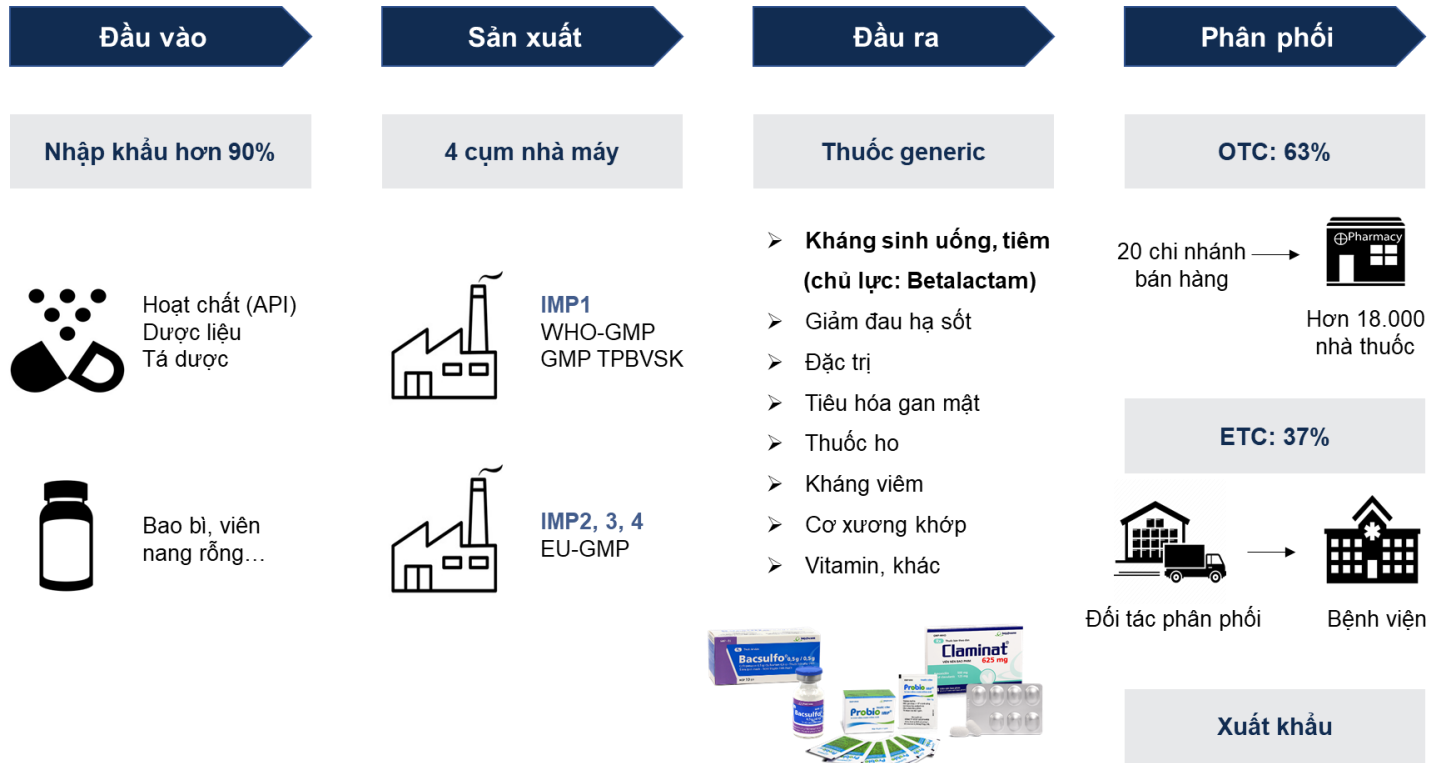 Đầu vào
Sản xuất
Đầu ra
Phân phối
Nhập khẩu hơn 90%
4 cụm nhà máy
Thuốc generic
OTC: 63%
Hoạt chất (API)
Dược liệu
Tá dược
Bao bì, viên
nang rỗng…
IMP1
WHO-GMP
GMP TPBVSK
IMP2, 3, 4
EU-GMP
➢ Kháng sinh uống, tiêm
(chủ lực: Betalactam)
➢ Giảm đau hạ sốt
➢ Đặc trị
➢ Tiêu hóa gan mật
➢ Thuốc ho
➢ Kháng viêm
➢ Cơ xương khớp
➢ Vitamin, khác
Bacsulfo
Bacsulfo
Probio
Probio
Claminat
625 mg
20 chi nhánh
bán hàng
Pharmacy
Hơn 18.000
nhà thuốc
ETC: 37%
Đối tác phân phối
Bệnh viện
Xuất khẩu